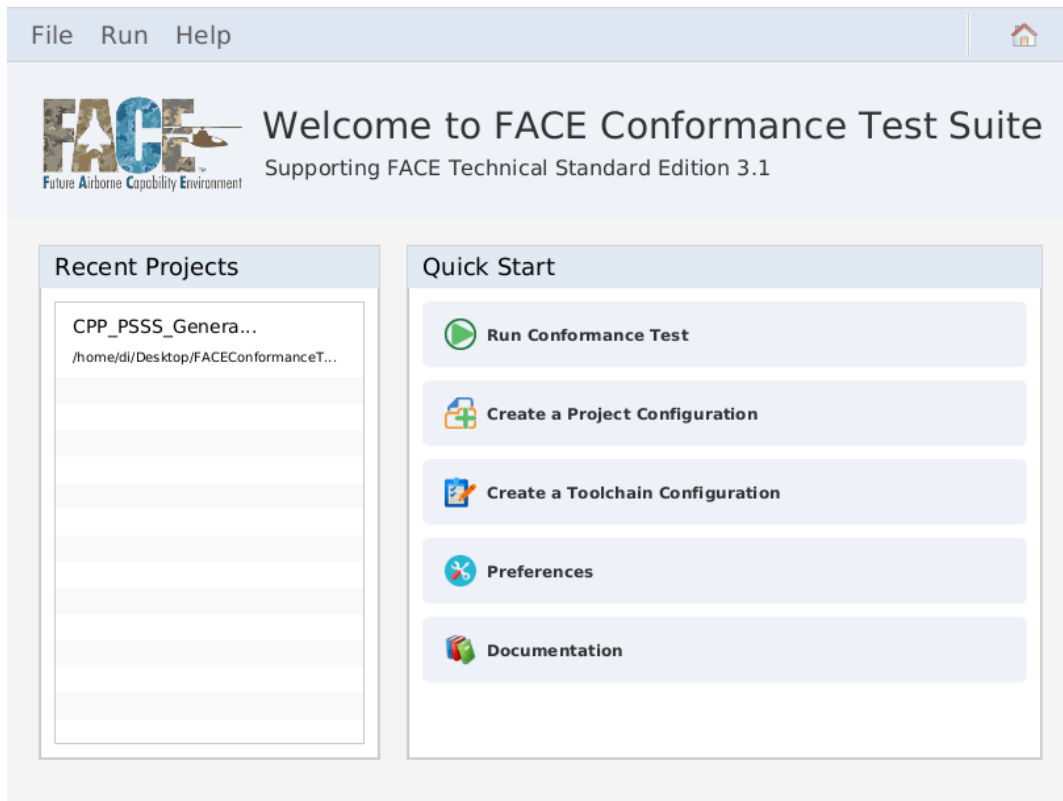 File Run Help
FACE
Future Airborne Capability Environment
Welcome to FACE Conformance Test Suite
Supporting FACE Technical Standard Edition 3.1
Recent Projects
CPP_PSSS_Genera...
/home/di/Desktop/FACEConformanceT...
Quick Start
Run Conformance Test
Create a Project Configuration
Create a Toolchain Configuration
Preferences
Documentation